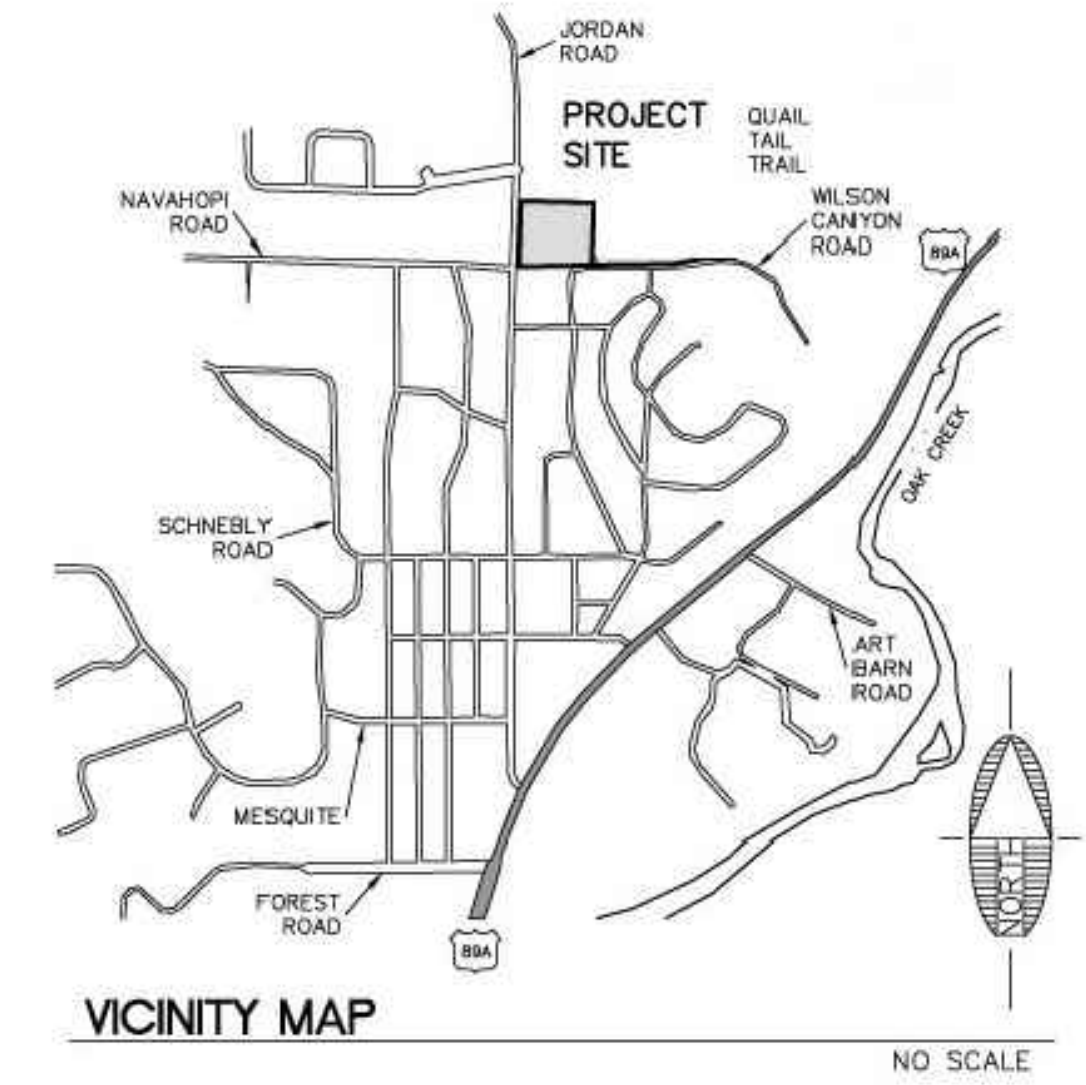 JORDAN
ROAD
PROJECT
SITE
QUAIL
TAIL
TRAIL
NAVAHOPI
ROAD
WILSON
CANIYON
ROAD
89A
OAK CREEK
SCHNEBLY
ROAD
ART
BARN
ROAD
MESQUITE
FOREST
ROAD
89A
NORTH
VICINITY MAP
NO SCALE